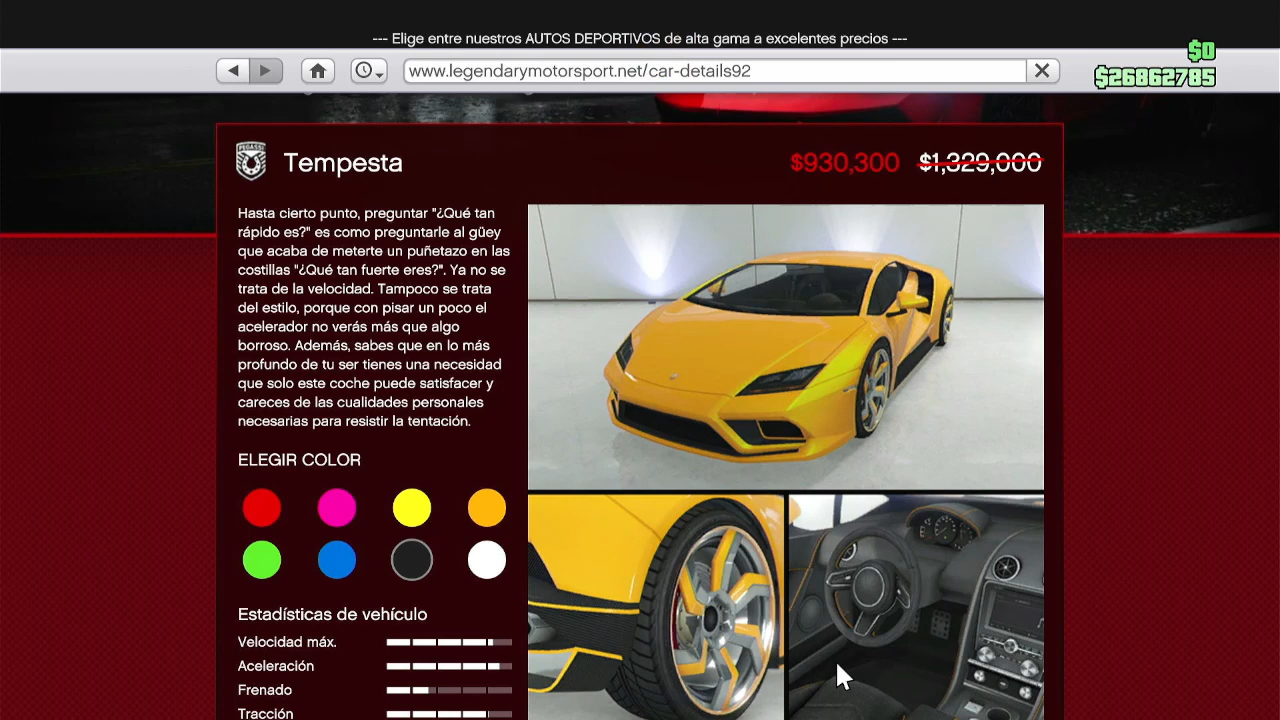 --- Elige entre nuestros AUTOS DEPORTIVOS de alta gama a excelentes precios ---
$0
www.legendarymotorsport.net/car-details92
$26862785
PEGASSI
Tempesta
$930,300 $1,329,000
Hasta cierto punto, preguntar "¿Qué tan
rápido es?" es como preguntarle al güey
que acaba de meterte un puñetazo en las
costillas "¿Qué tan fuerte eres?". Ya no se
trata de la velocidad. Tampoco se trata
del estilo, porque con pisar un poco el
acelerador no verás más que algo
borroso. Además, sabes que en lo más
profundo de tu ser tienes una necesidad
que solo este coche puede satisfacer y
careces de las cualidades personales
necesarias para resistir la tentación.
ELEGIR COLOR
Estadísticas de vehículo
Velocidad máx.
Aceleración
Frenado
Tracción